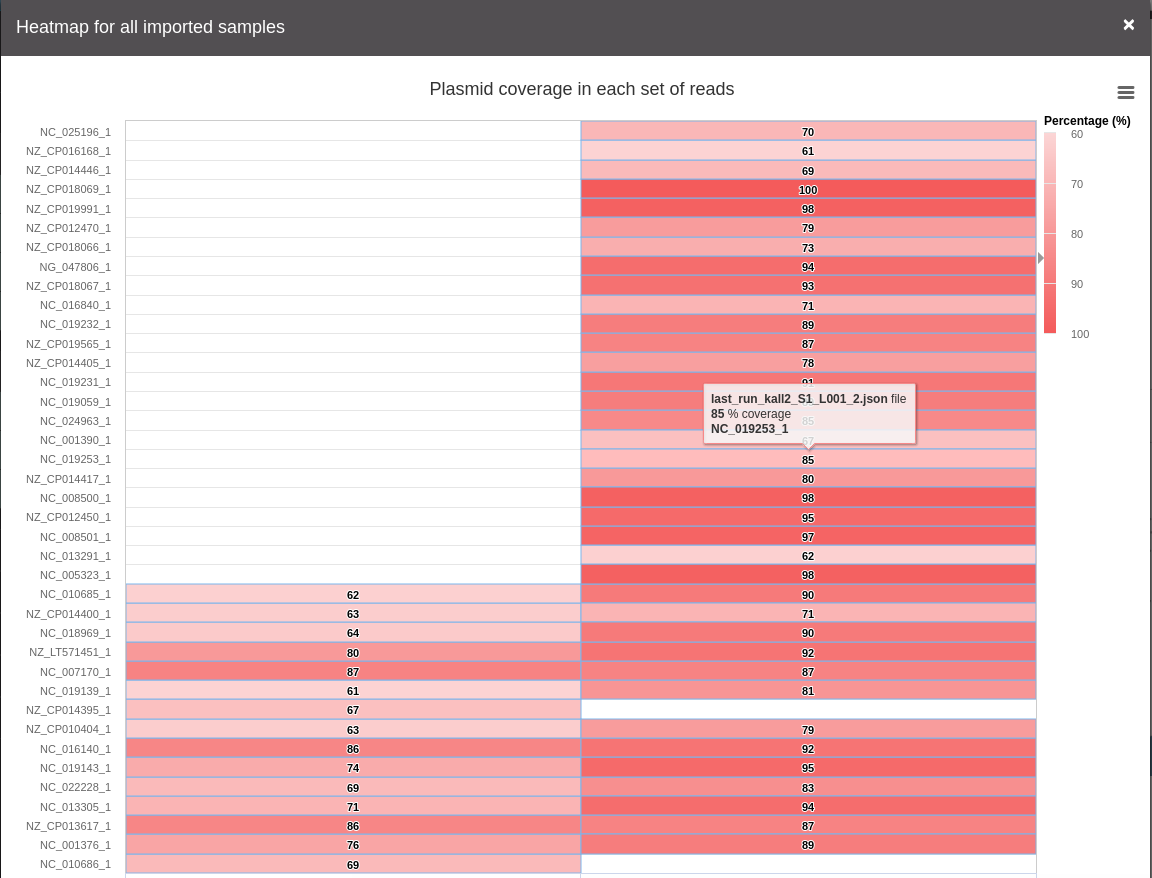 Heatmap for all imported samples
×
Plasmid coverage in each set of reads
Percentage (%)
60
70
80
90
100
NC_025196_1 70
NZ_CP016168_1 61
NZ_CP014446_1 69
NZ_CP018069_1 100
NZ_CP019991_1 98
NZ_CP012470_1 79
NZ_CP018066_1 73
NG_047806_1 94
NZ_CP018067_1 93
NC_016840_1 71
NC_019232_1 89
NZ_CP019565_1 87
NZ_CP014405_1 78
NC_019231_1 91
NC_019059_1
NC_024963_1 85
NC_001390_1 67
last_run_kall2_S1_L001_2.json file
85 % coverage
NC_019253_1
NC_019253_1 85
NZ_CP014417_1 80
NC_008500_1 98
NZ_CP012450_1 95
NC_008501_1 97
NC_013291_1 62
NC_005323_1 98
NC_010685_1 62 90
NZ_CP014400_1 63 71
NC_018969_1 64 90
NZ_LT571451_1 80 92
NC_007170_1 87 87
NC_019139_1 61 81
NZ_CP014395_1 67
NZ_CP010404_1 63 79
NC_016140_1 86 92
NC_019143_1 74 95
NC_022228_1 69 83
NC_013305_1 71 94
NZ_CP013617_1 86 87
NC_001376_1 76 89
NC_010686_1 69